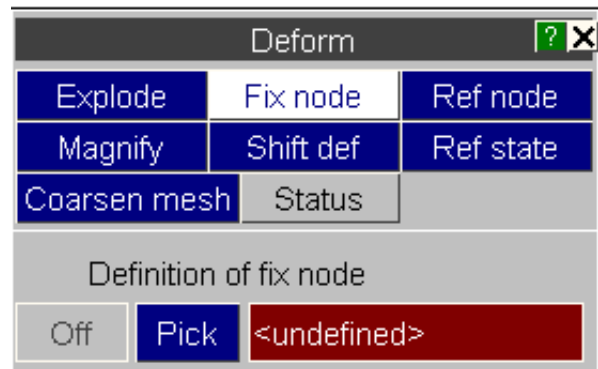 Deform ? X
Explode Fix node Ref node
Magnify Shift def Ref state
Coarsen mesh Status
Definition of fix node
Off Pick <undefined>